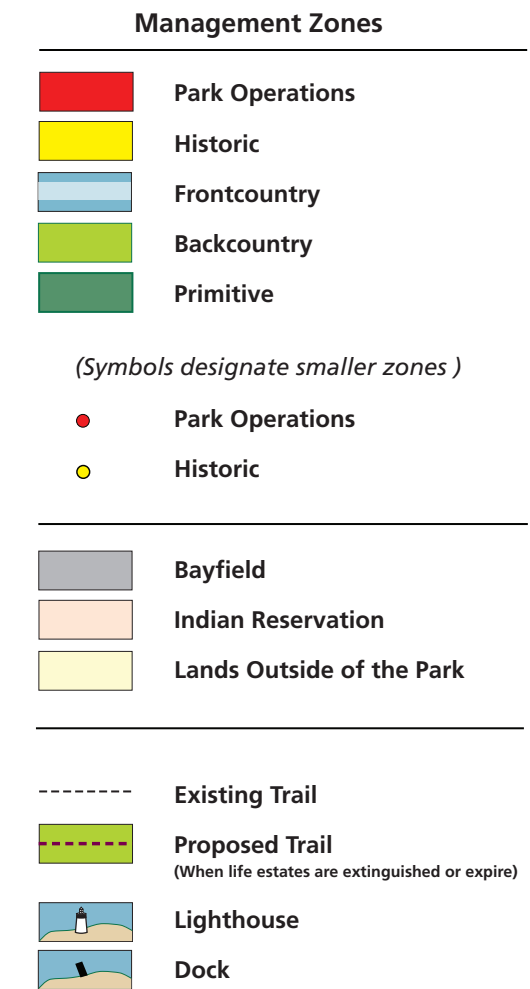 Management Zones
Park Operations
Historic
Frontcountry
Backcountry
Primitive
(Symbols designate smaller zones )
Park Operations
Historic
Bayfield
Indian Reservation
Lands Outside of the Park
Existing Trail
Proposed Trail
(When life estates are extinguished or expire)
Lighthouse
Dock